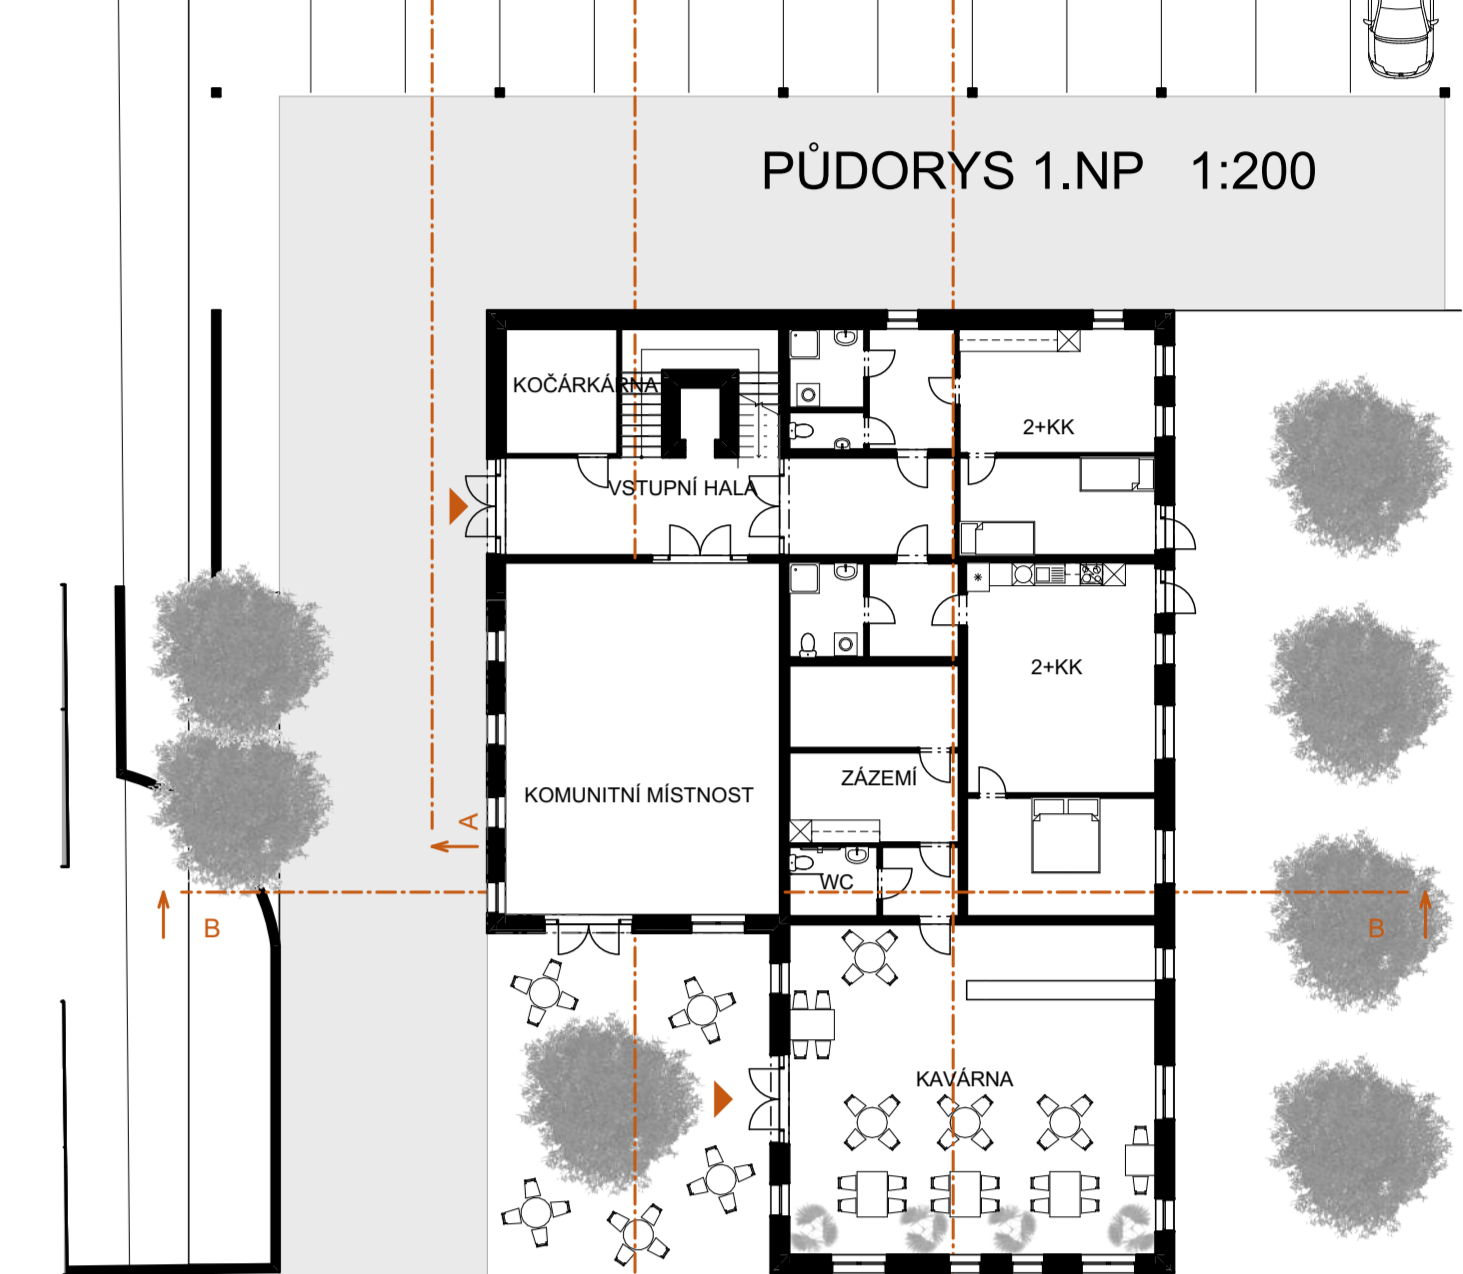 PŮDORYS 1.NP 1:200
KOČÁRKÁRNA
2+KK
VSTUPNÍ HALA
2+KK
ZÁZEMÍ
KOMUNITNÍ MÍSTNOST
A
WC
B
B
KAVÁRNA